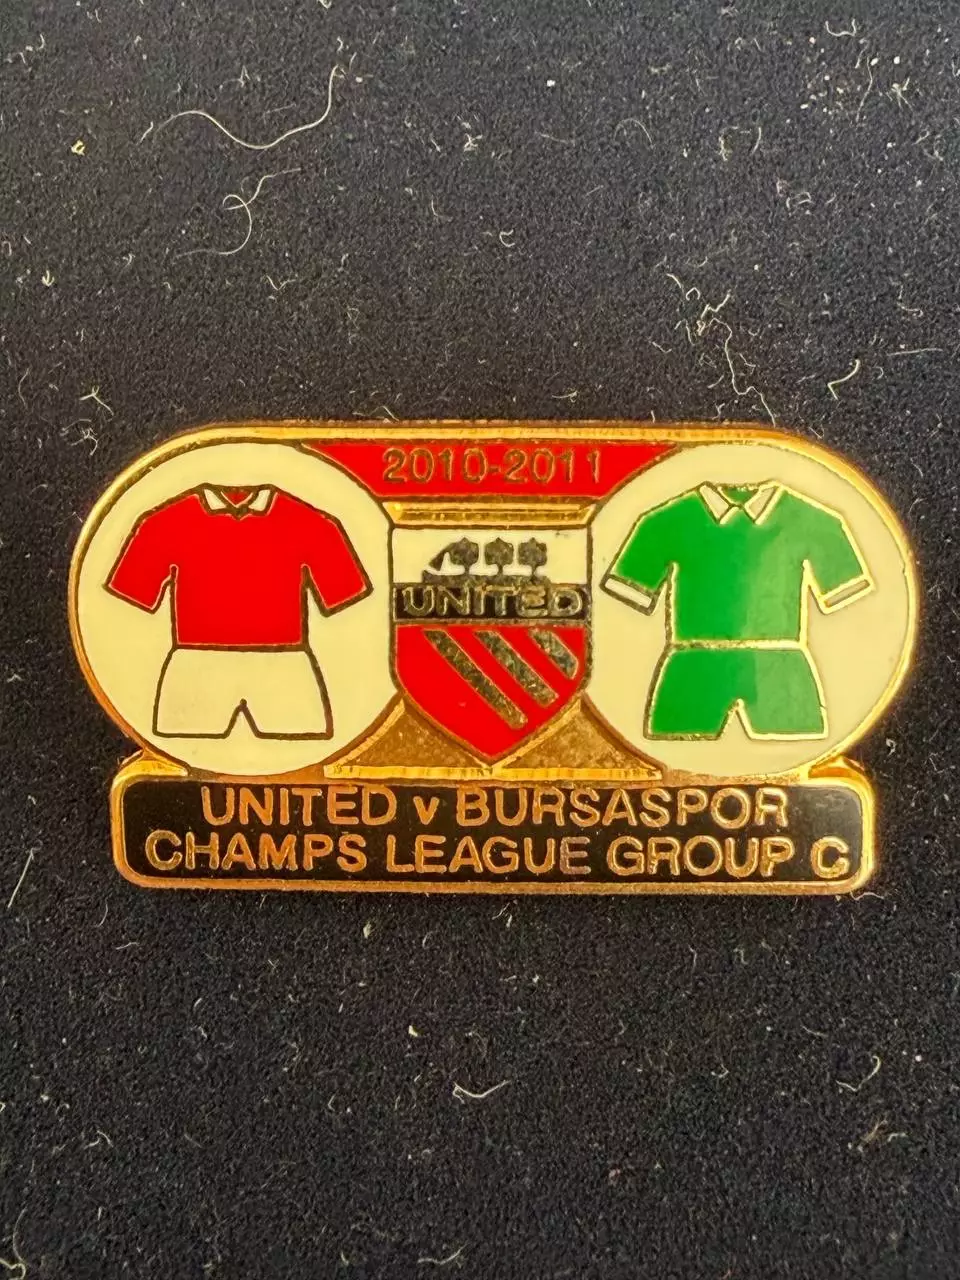 2010-2011
UNITED
UNITED v BURSASPOR
CHAMPS LEAGUE GROUP C